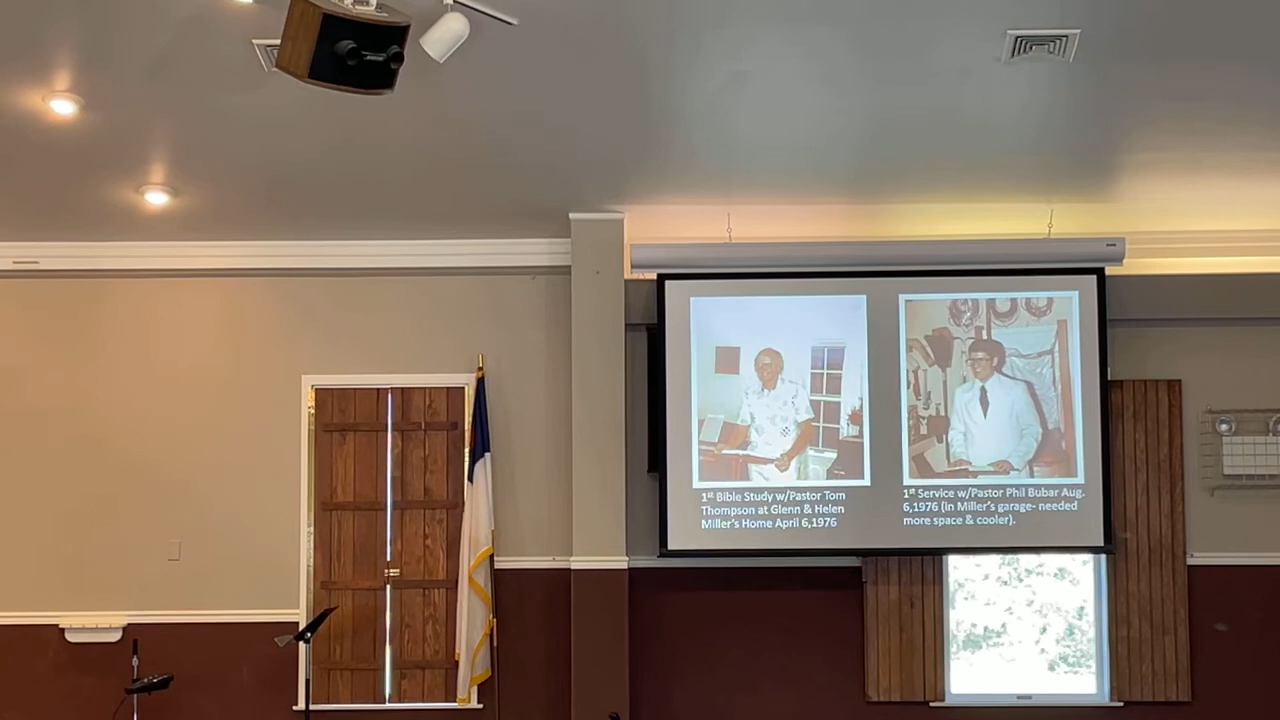 1st Bible Study w/Pastor Tom
Thompson at Glenn & Helen
Miller's Home April 6,1976
1st Service w/Pastor Phil Bubar Aug.
6,1976 (in Miller's garage- needed
more space & cooler).